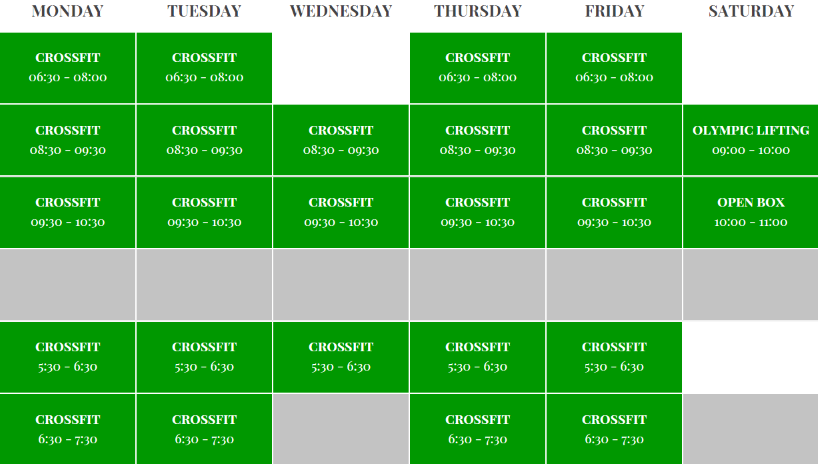 MONDAY TUESDAY WEDNESDAY THURSDAY FRIDAY SATURDAY
CROSSFIT CROSSFIT CROSSFIT CROSSFIT
06:30 - 08:00 06:30 - 08:00 06:30 - 08:00 06:30 - 08:00
CROSSFIT CROSSFIT CROSSFIT CROSSFIT CROSSFIT OLYMPIC LIFTING
08:30 - 09:30 08:30 - 09:30 08:30 - 09:30 08:30 - 09:30 08:30 - 09:30 09:00 - 10:00
CROSSFIT CROSSFIT CROSSFIT CROSSFIT CROSSFIT OPEN BOX
09:30 - 10:30 09:30 - 10:30 09:30 - 10:30 09:30 - 10:30 09:30 - 10:30 10:00 - 11:00
CROSSFIT CROSSFIT CROSSFIT CROSSFIT CROSSFIT
5:30 - 6:30 5:30 - 6:30 5:30 - 6:30 5:30 - 6:30 5:30 - 6:30
CROSSFIT CROSSFIT CROSSFIT CROSSFIT
6:30 - 7:30 6:30 - 7:30 6:30 - 7:30 6:30 - 7:30